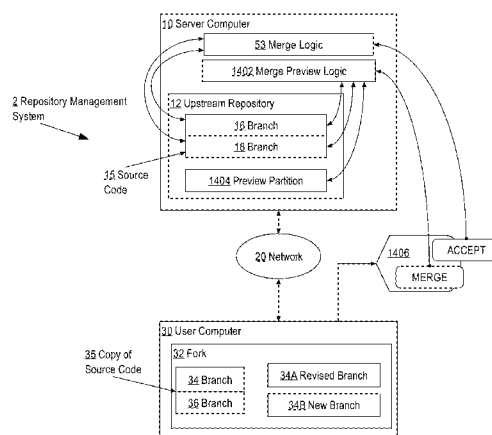 10 Server Computer
53 Merge Logic
1402 Merge Preview Logic
2 Repository Management
System
12 Upstream Repository
16 Branch
18 Branch
15 Source
Code
1404 Preview Partition
20 Network
1406
ACCEPT
MERGE
30 User Computer
32 Fork
35 Copy of
Source Code
34 Branch
34A Revised Branch
36 Branch
34B New Branch